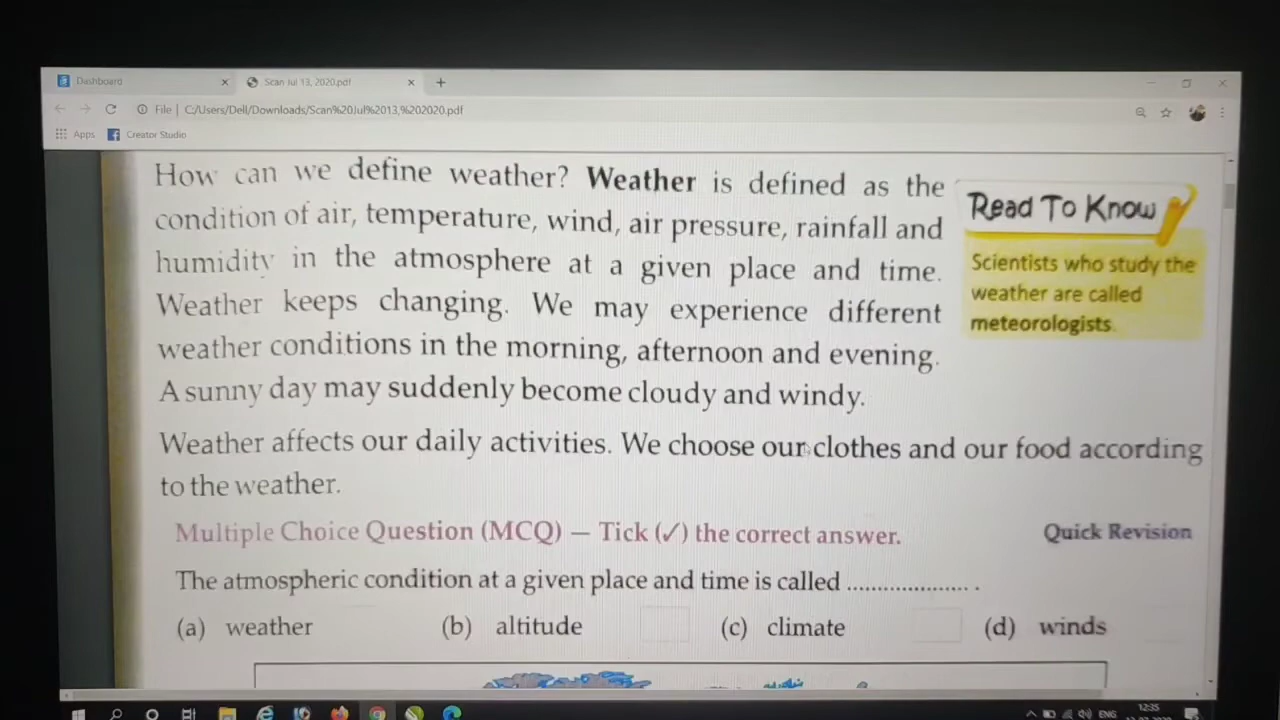 Dashboard
Scan Jul 13, 2020.pdf
File | C:/Users/Dell/Downloads/Scan%20Jul%2013,%202020.pdf
Apps
Creator Studio
How can we define weather? Weather is defined as the
condition of air, temperature, wind, air pressure, rainfall and
humidity in the atmosphere at a given place and time.
Weather keeps changing. We may experience different
weather conditions in the morning, afternoon and evening.
A sunny day may suddenly become cloudy and windy.
Read To Know
Scientists who study the
weather are called
meteorologists.
Weather affects our daily activities. We choose our clothes and our food according
to the weather.
Multiple Choice Question (MCQ) — Tick (✓) the correct answer.
Quick Revision
The atmospheric condition at a given place and time is called .................... .
(a) weather (b) altitude (c) climate (d) winds
ENG
12:35